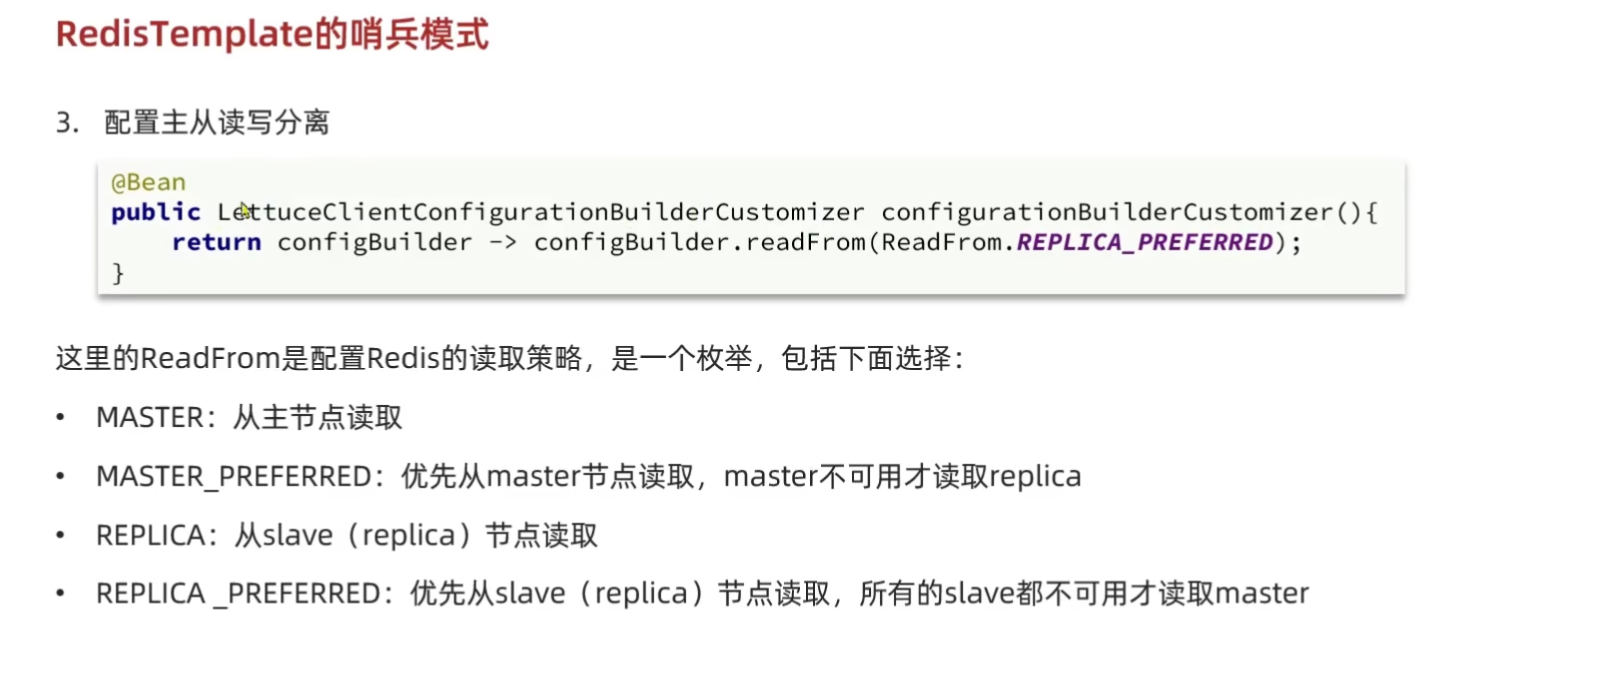 RedisTemplate的哨兵模式
3. 配置主从读写分离
@Bean
public LettuceClientConfigurationBuilderCustomizer configurationBuilderCustomizer(){
    return configBuilder -> configBuilder.readFrom(ReadFrom.REPLICA_PREFERRED);
}
这里的ReadFrom是配置Redis的读取策略，是一个枚举，包括下面选择：
• MASTER：从主节点读取
• MASTER_PREFERRED：优先从master节点读取，master不可用才读取replica
• REPLICA：从slave（replica）节点读取
• REPLICA _PREFERRED：优先从slave（replica）节点读取，所有的slave都不可用才读取master